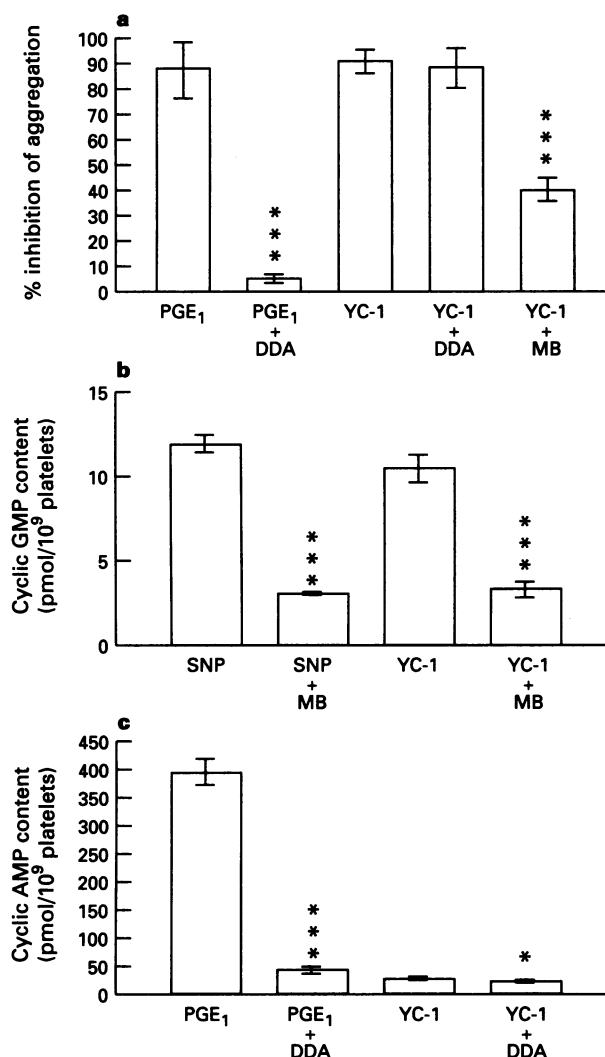 a
% inhibition of aggregation
100
90
80
70
60
50
40
30
20
10
0
***
***
PGE1
PGE1 + DDA
YC-1
YC-1 + DDA
YC-1 + MB
b
Cyclic GMP content
(pmol/10⁹ platelets)
15
10
5
0
***
***
SNP
SNP + MB
YC-1
YC-1 + MB
c
Cyclic AMP content
(pmol/10⁹ platelets)
450
400
350
300
250
200
150
100
50
0
***
*
PGE1
PGE1 + DDA
YC-1
YC-1 + DDA